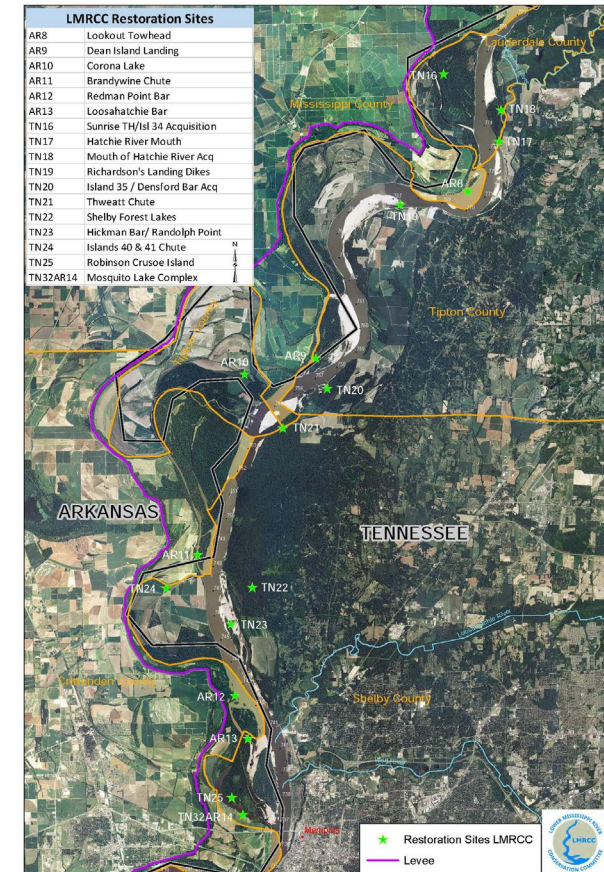 LMRCC Restoration Sites
AR8 Lookout Towhead
AR9 Dean Island Landing
AR10 Corona Lake
AR11 Brandywine Chute
AR12 Redman Point Bar
AR13 Loosahatchie Bar
TN16 Sunrise TH/Isl 34 Acquisition
TN17 Hatchie River Mouth
TN18 Mouth of Hatchie River Acq
TN19 Richardson's Landing Dikes
TN20 Island 35 / Densford Bar Acq
TN21 Thweatt Chute
TN22 Shelby Forest Lakes
TN23 Hickman Bar/ Randolph Point
TN24 Islands 40 & 41 Chute
TN25 Robinson Crusoe Island
TN32AR14 Mosquito Lake Complex
N
Lauderdale County
TN16
Mississippi County
TN18
TN17
AR8
TN19
Tipton County
AR9
AR10
TN20
TN21
ARKANSAS
TENNESSEE
AR11
TN24
TN22
TN23
Loosahatchie River
Crittenden County
AR12
Shelby County
AR13
TN25
TN32AR14
Memphis
Restoration Sites LMRCC
Levee
LOWER MISSISSIPPI RIVER
LMRCC
CONSERVATION COMMITTEE